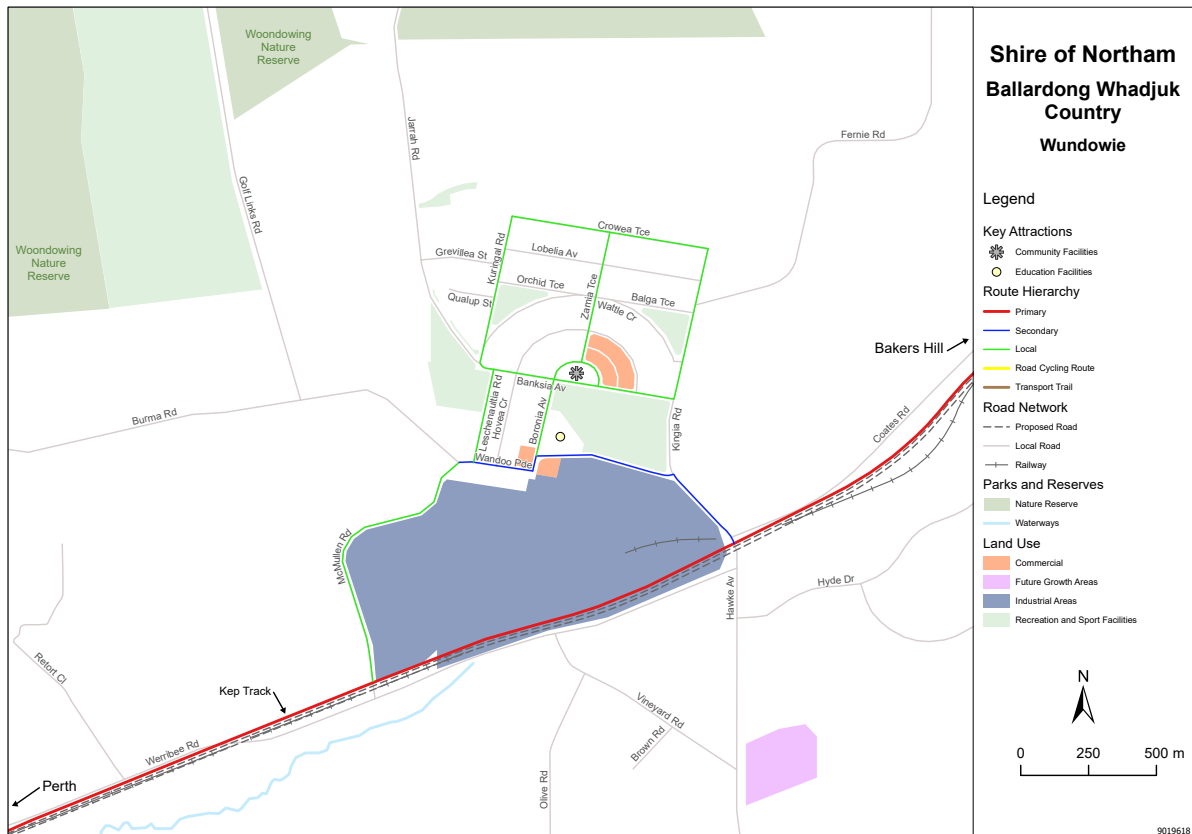 Woondowing
Nature
Reserve
Woondowing
Nature
Reserve
Golf Links Rd
Jarrah Rd
Fernie Rd
Crowea Tce
Kuringal Rd
Lobelia Av
Grevillea St
Orchid Tce
Zamia Tce
Balga Tce
Qualup St
Wattle Cr
Bakers Hill
Banksia Av
Leschenaultia Rd
Hovea Cr
Boronia Av
Kingia Rd
Coates Rd
Burma Rd
Wandoo Pde
McMullen Rd
Hawke Av
Hyde Dr
Retort Cl
Kep Track
Vineyard Rd
Brown Rd
Werribee Rd
Olive Rd
Perth
Shire of Northam
Ballardong Whadjuk
Country
Wundowie
Legend
Key Attractions
Community Facilities
Education Facilities
Route Hierarchy
Primary
Secondary
Local
Road Cycling Route
Transport Trail
Road Network
Proposed Road
Local Road
Railway
Parks and Reserves
Nature Reserve
Waterways
Land Use
Commercial
Future Growth Areas
Industrial Areas
Recreation and Sport Facilities
N
0 250 500 m
9019618